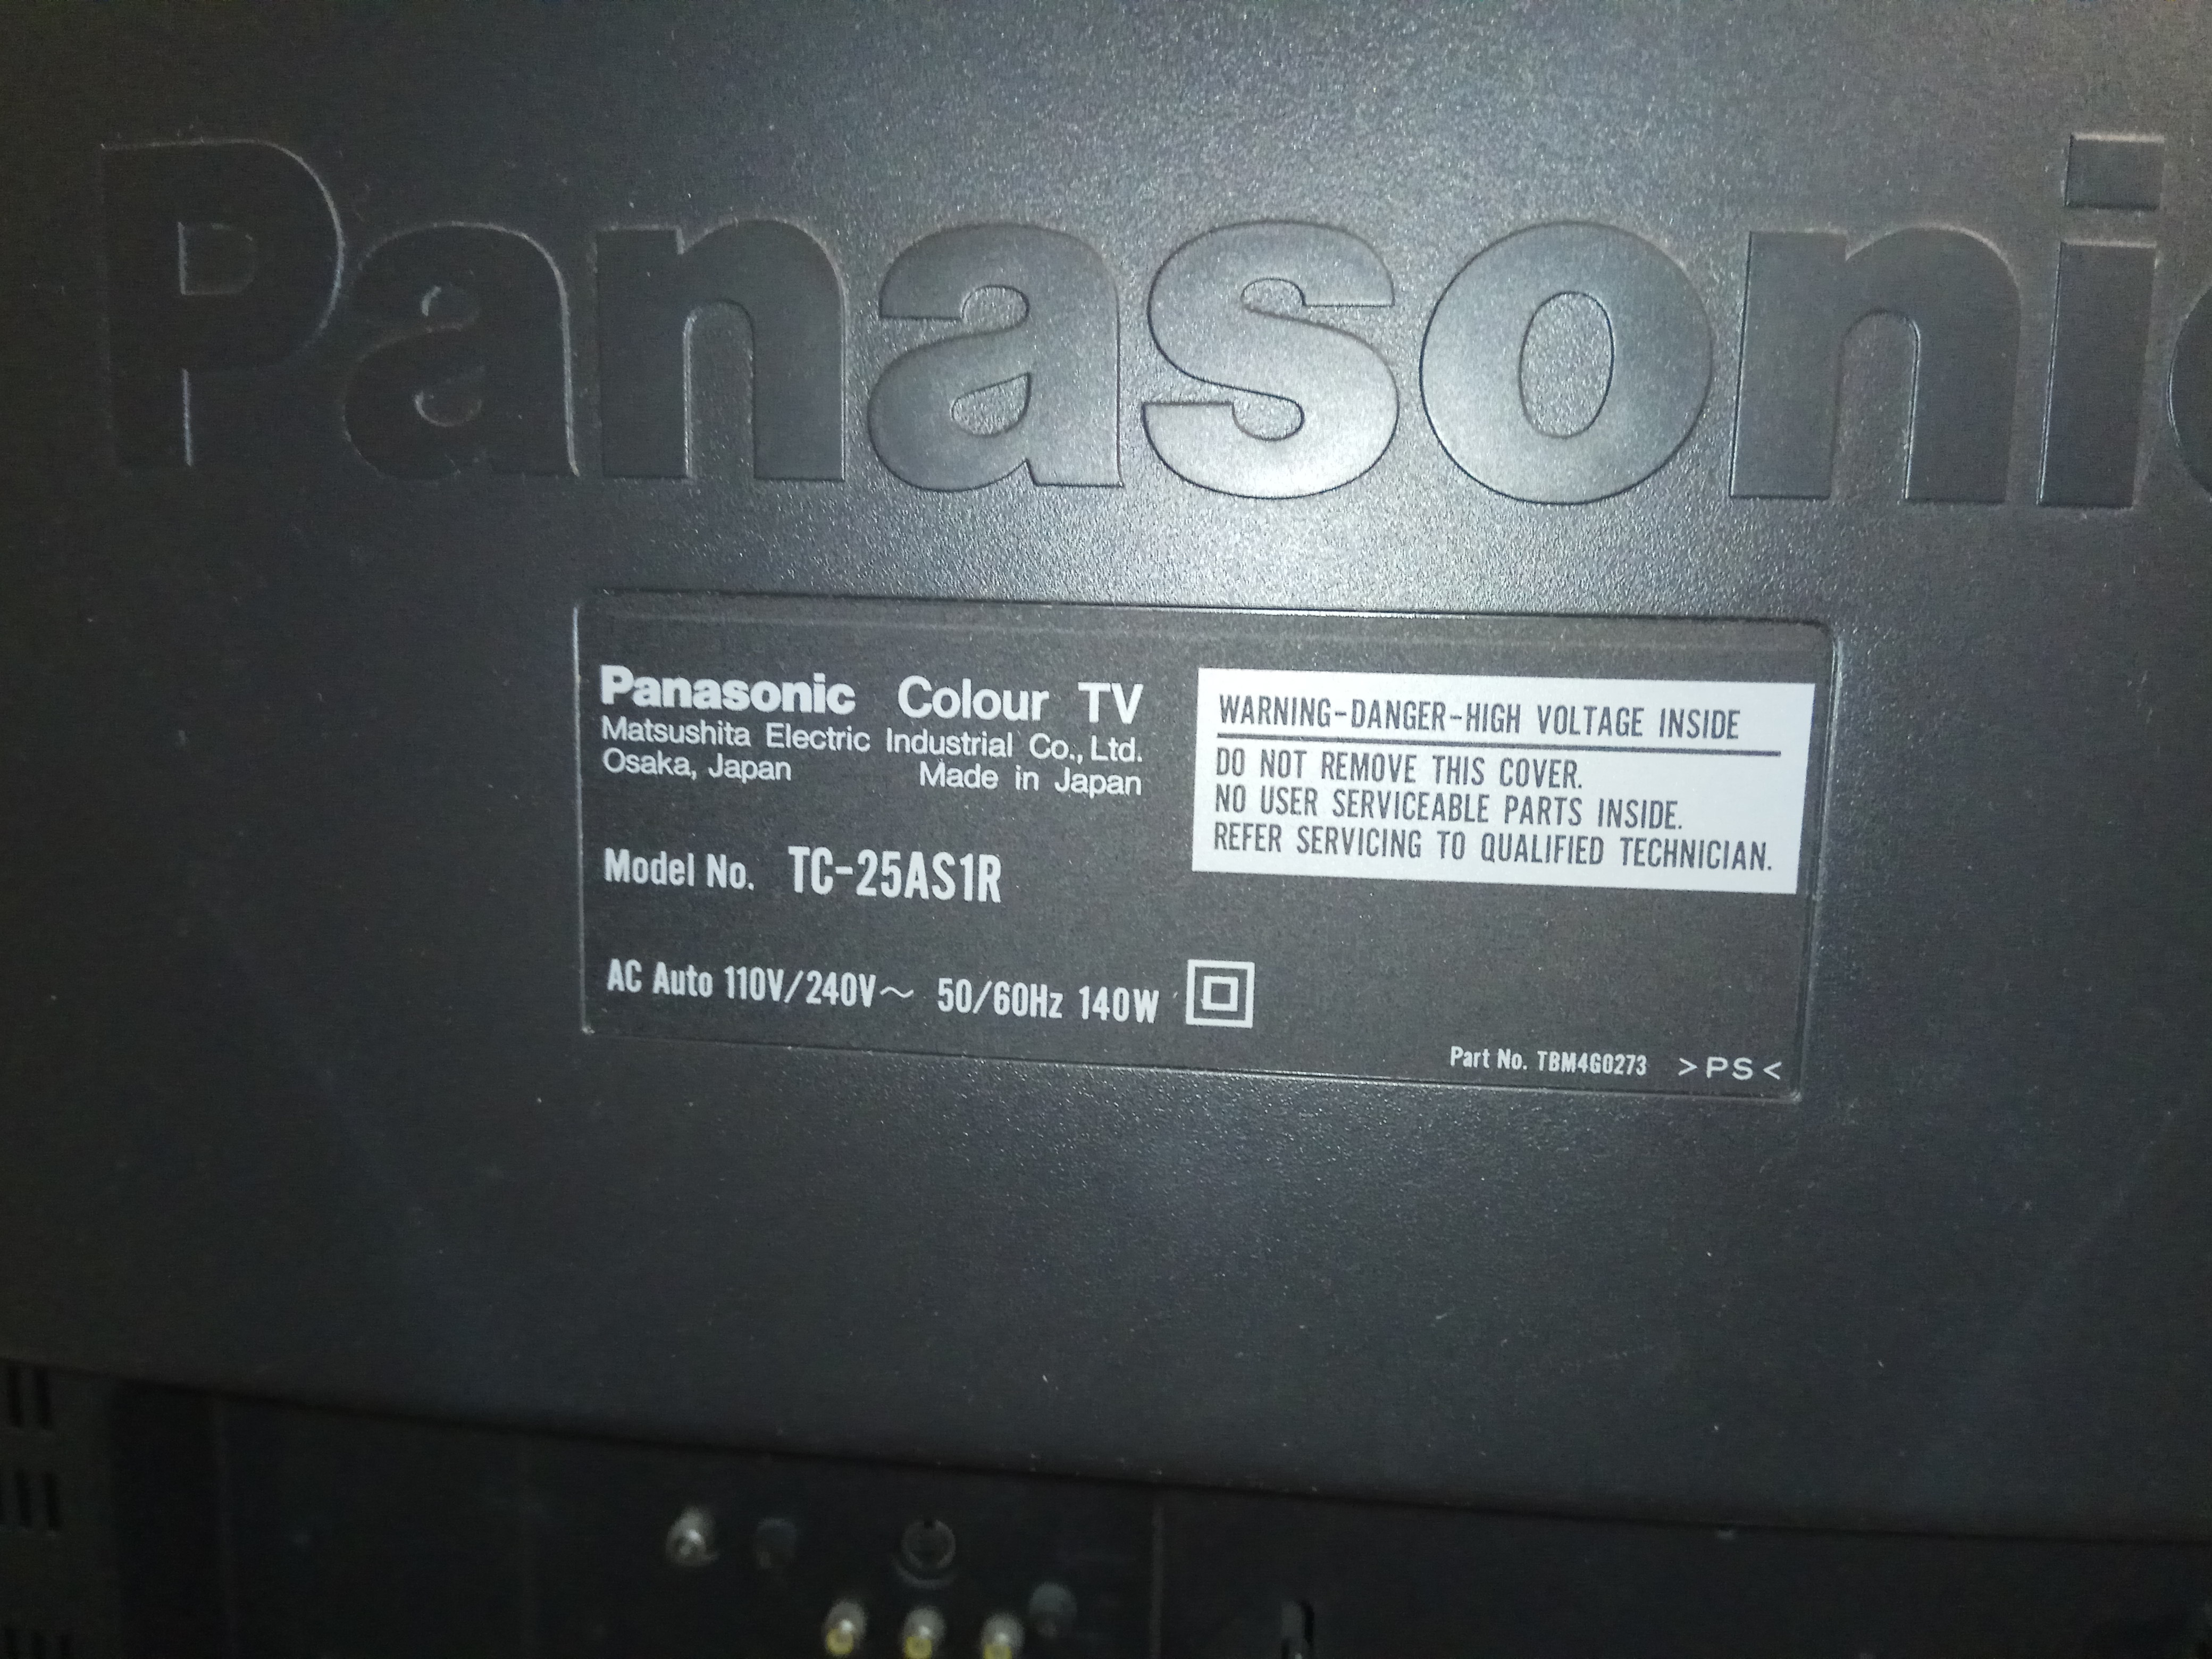 Panasonic
Panasonic Colour TV
Matsushita Electric Industrial Co., Ltd.
Osaka, Japan Made in Japan
Model No. TC-25AS1R
AC Auto 110V/240V~ 50/60Hz 140W
WARNING-DANGER-HIGH VOLTAGE INSIDE
DO NOT REMOVE THIS COVER.
NO USER SERVICEABLE PARTS INSIDE.
REFER SERVICING TO QUALIFIED TECHNICIAN.
Part No. TBM4G0273 >PS<